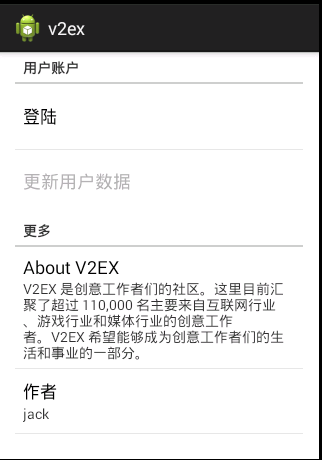 v2ex
用户账户
登陆
更新用户数据
更多
About V2EX
V2EX 是创意工作者们的社区。这里目前汇
聚了超过 110,000 名主要来自互联网行业
、游戏行业和媒体行业的创意工作
者。V2EX 希望能够成为创意工作者们的生
活和事业的一部分。
作者
jack